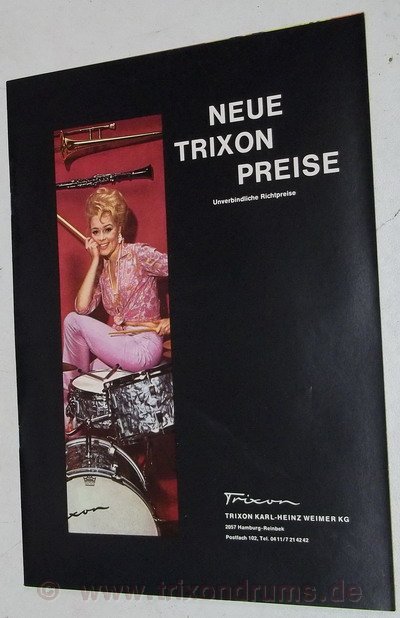 NEUE
TRIXON
PREISE
Unverbindliche Richtpreise
Trixon
Trixon
TRIXON KARL-HEINZ WEIMER KG
2057 Hamburg-Reinbek
Postfach 102, Tel. 0411/7 21 42 42
© www.trixondrums.de